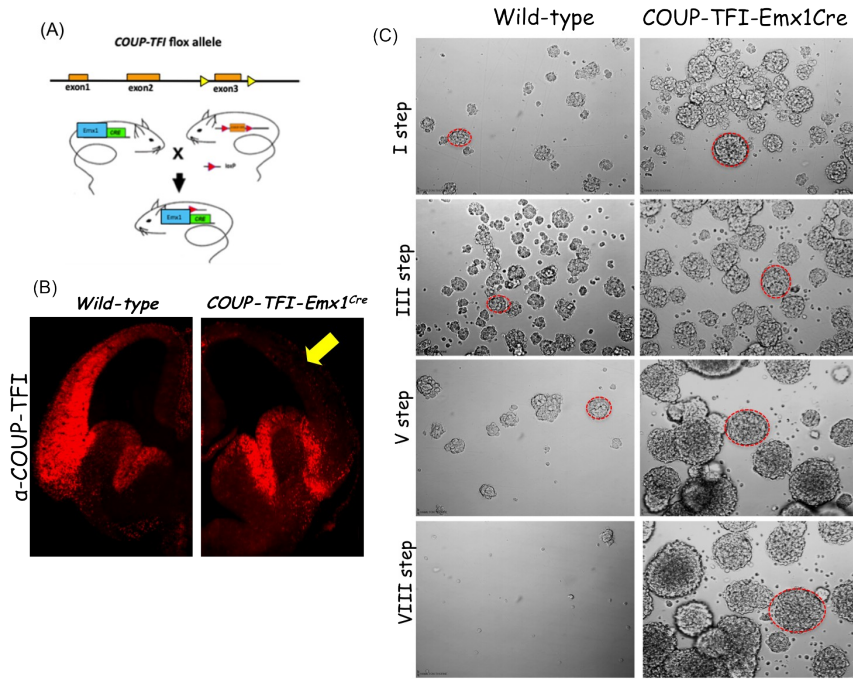 (A)
COUP-TFI flox allele
exon1 exon2 exon3
Emx1 CRE
X
loxP
Emx1 CRE
(B)
Wild-type COUP-TFI-Emx1Cre
α-COUP-TFI
(C)
Wild-type COUP-TFI-Emx1Cre
I step
III step
V step
VIII step